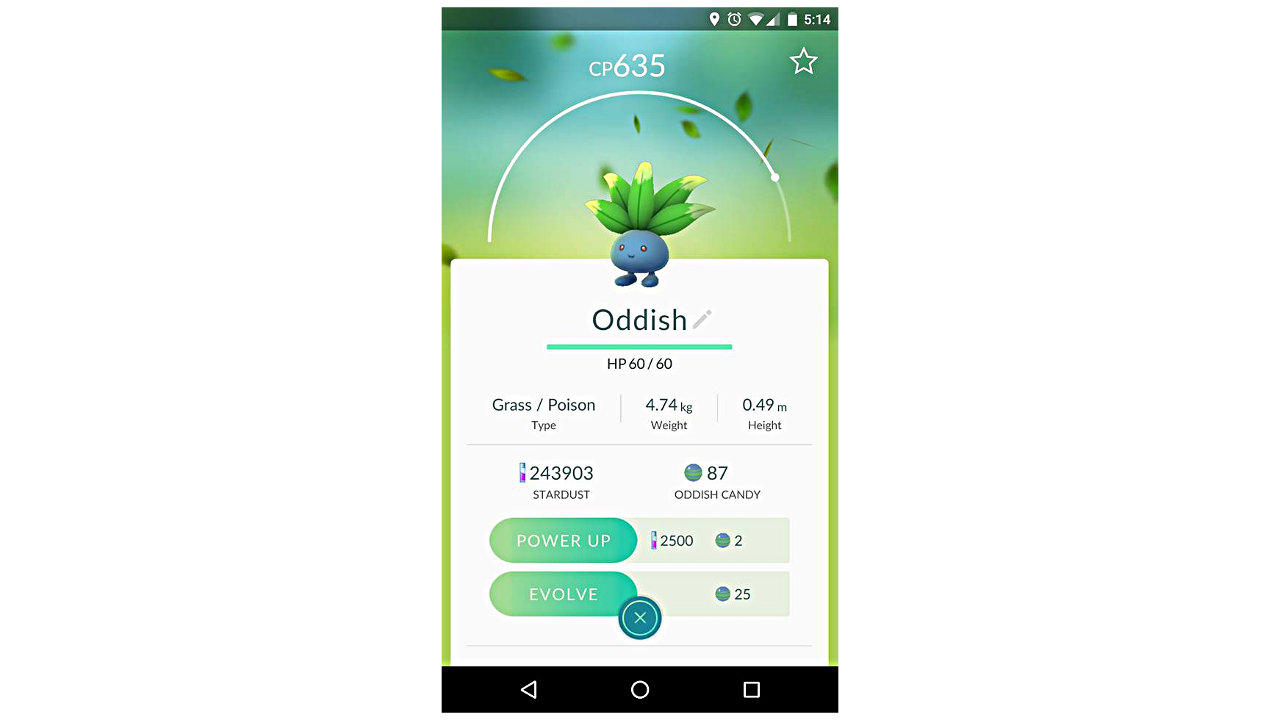 5:14
CP635
Oddish
HP 60 / 60
Grass / Poison 4.74 kg 0.49 m
Type Weight Height
243903 87
STARDUST ODDISH CANDY
POWER UP 2500 2
EVOLVE 25